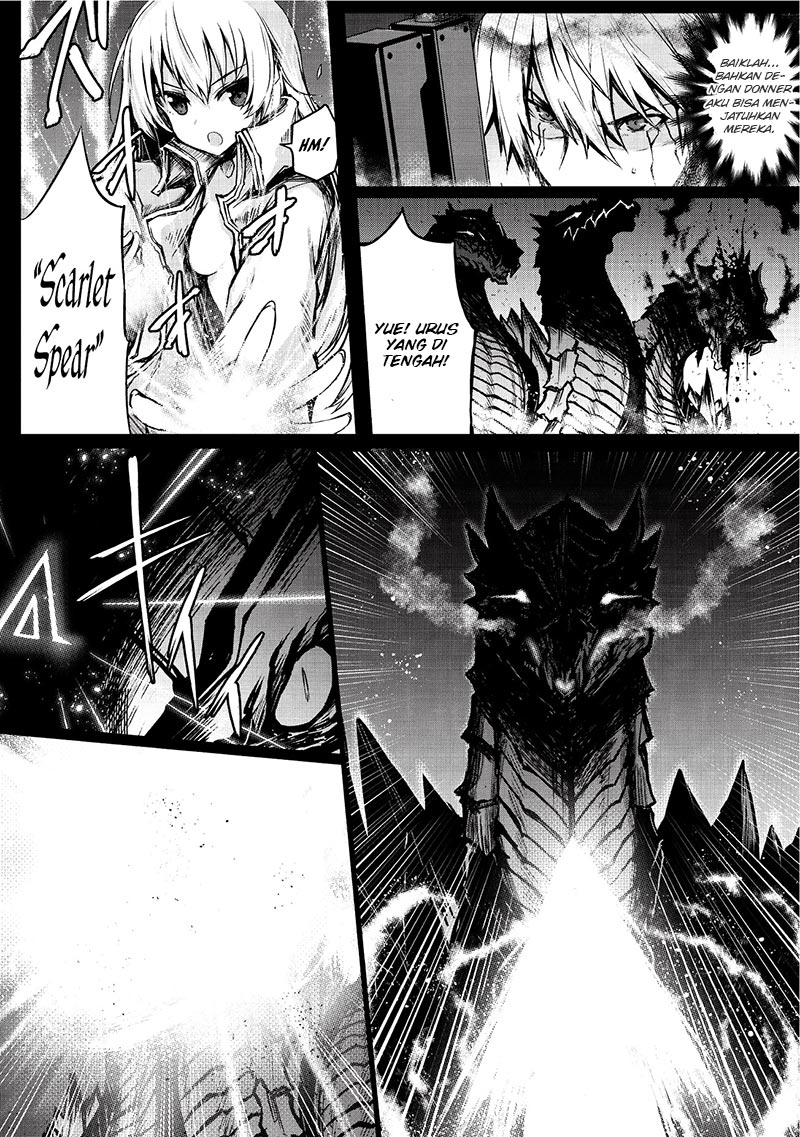 BAIKLAH...
BAHKAN DE-
NGAN DONNER
AKU BISA MEN-
JATUHKAN
MEREKA.
YUE! URUS
YANG DI
TENGAH!
HM!
"Scarlet
Spear"